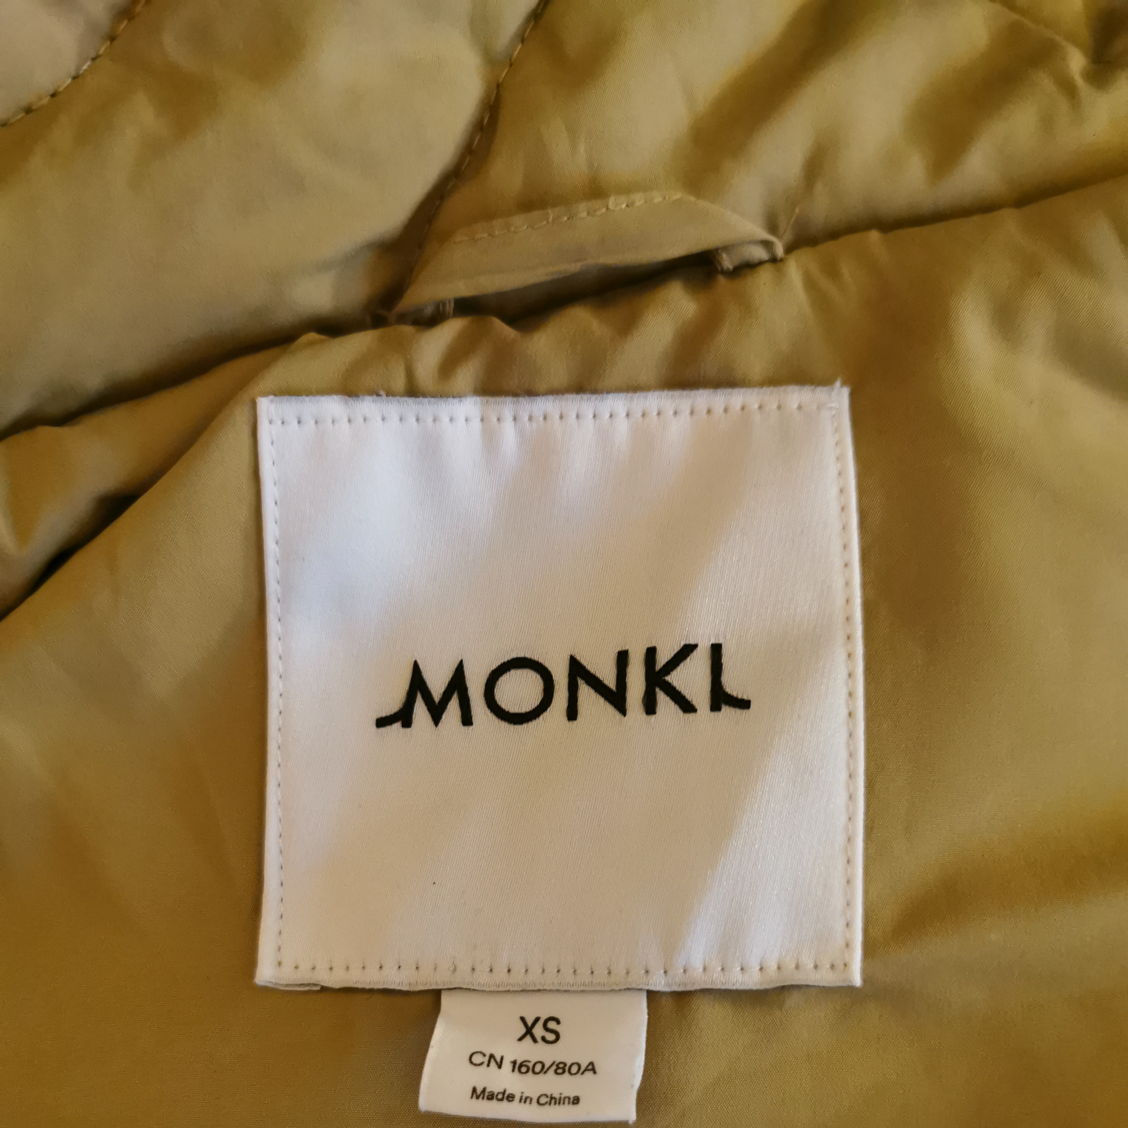 MONKI
XS
CN 160/80A
Made in China